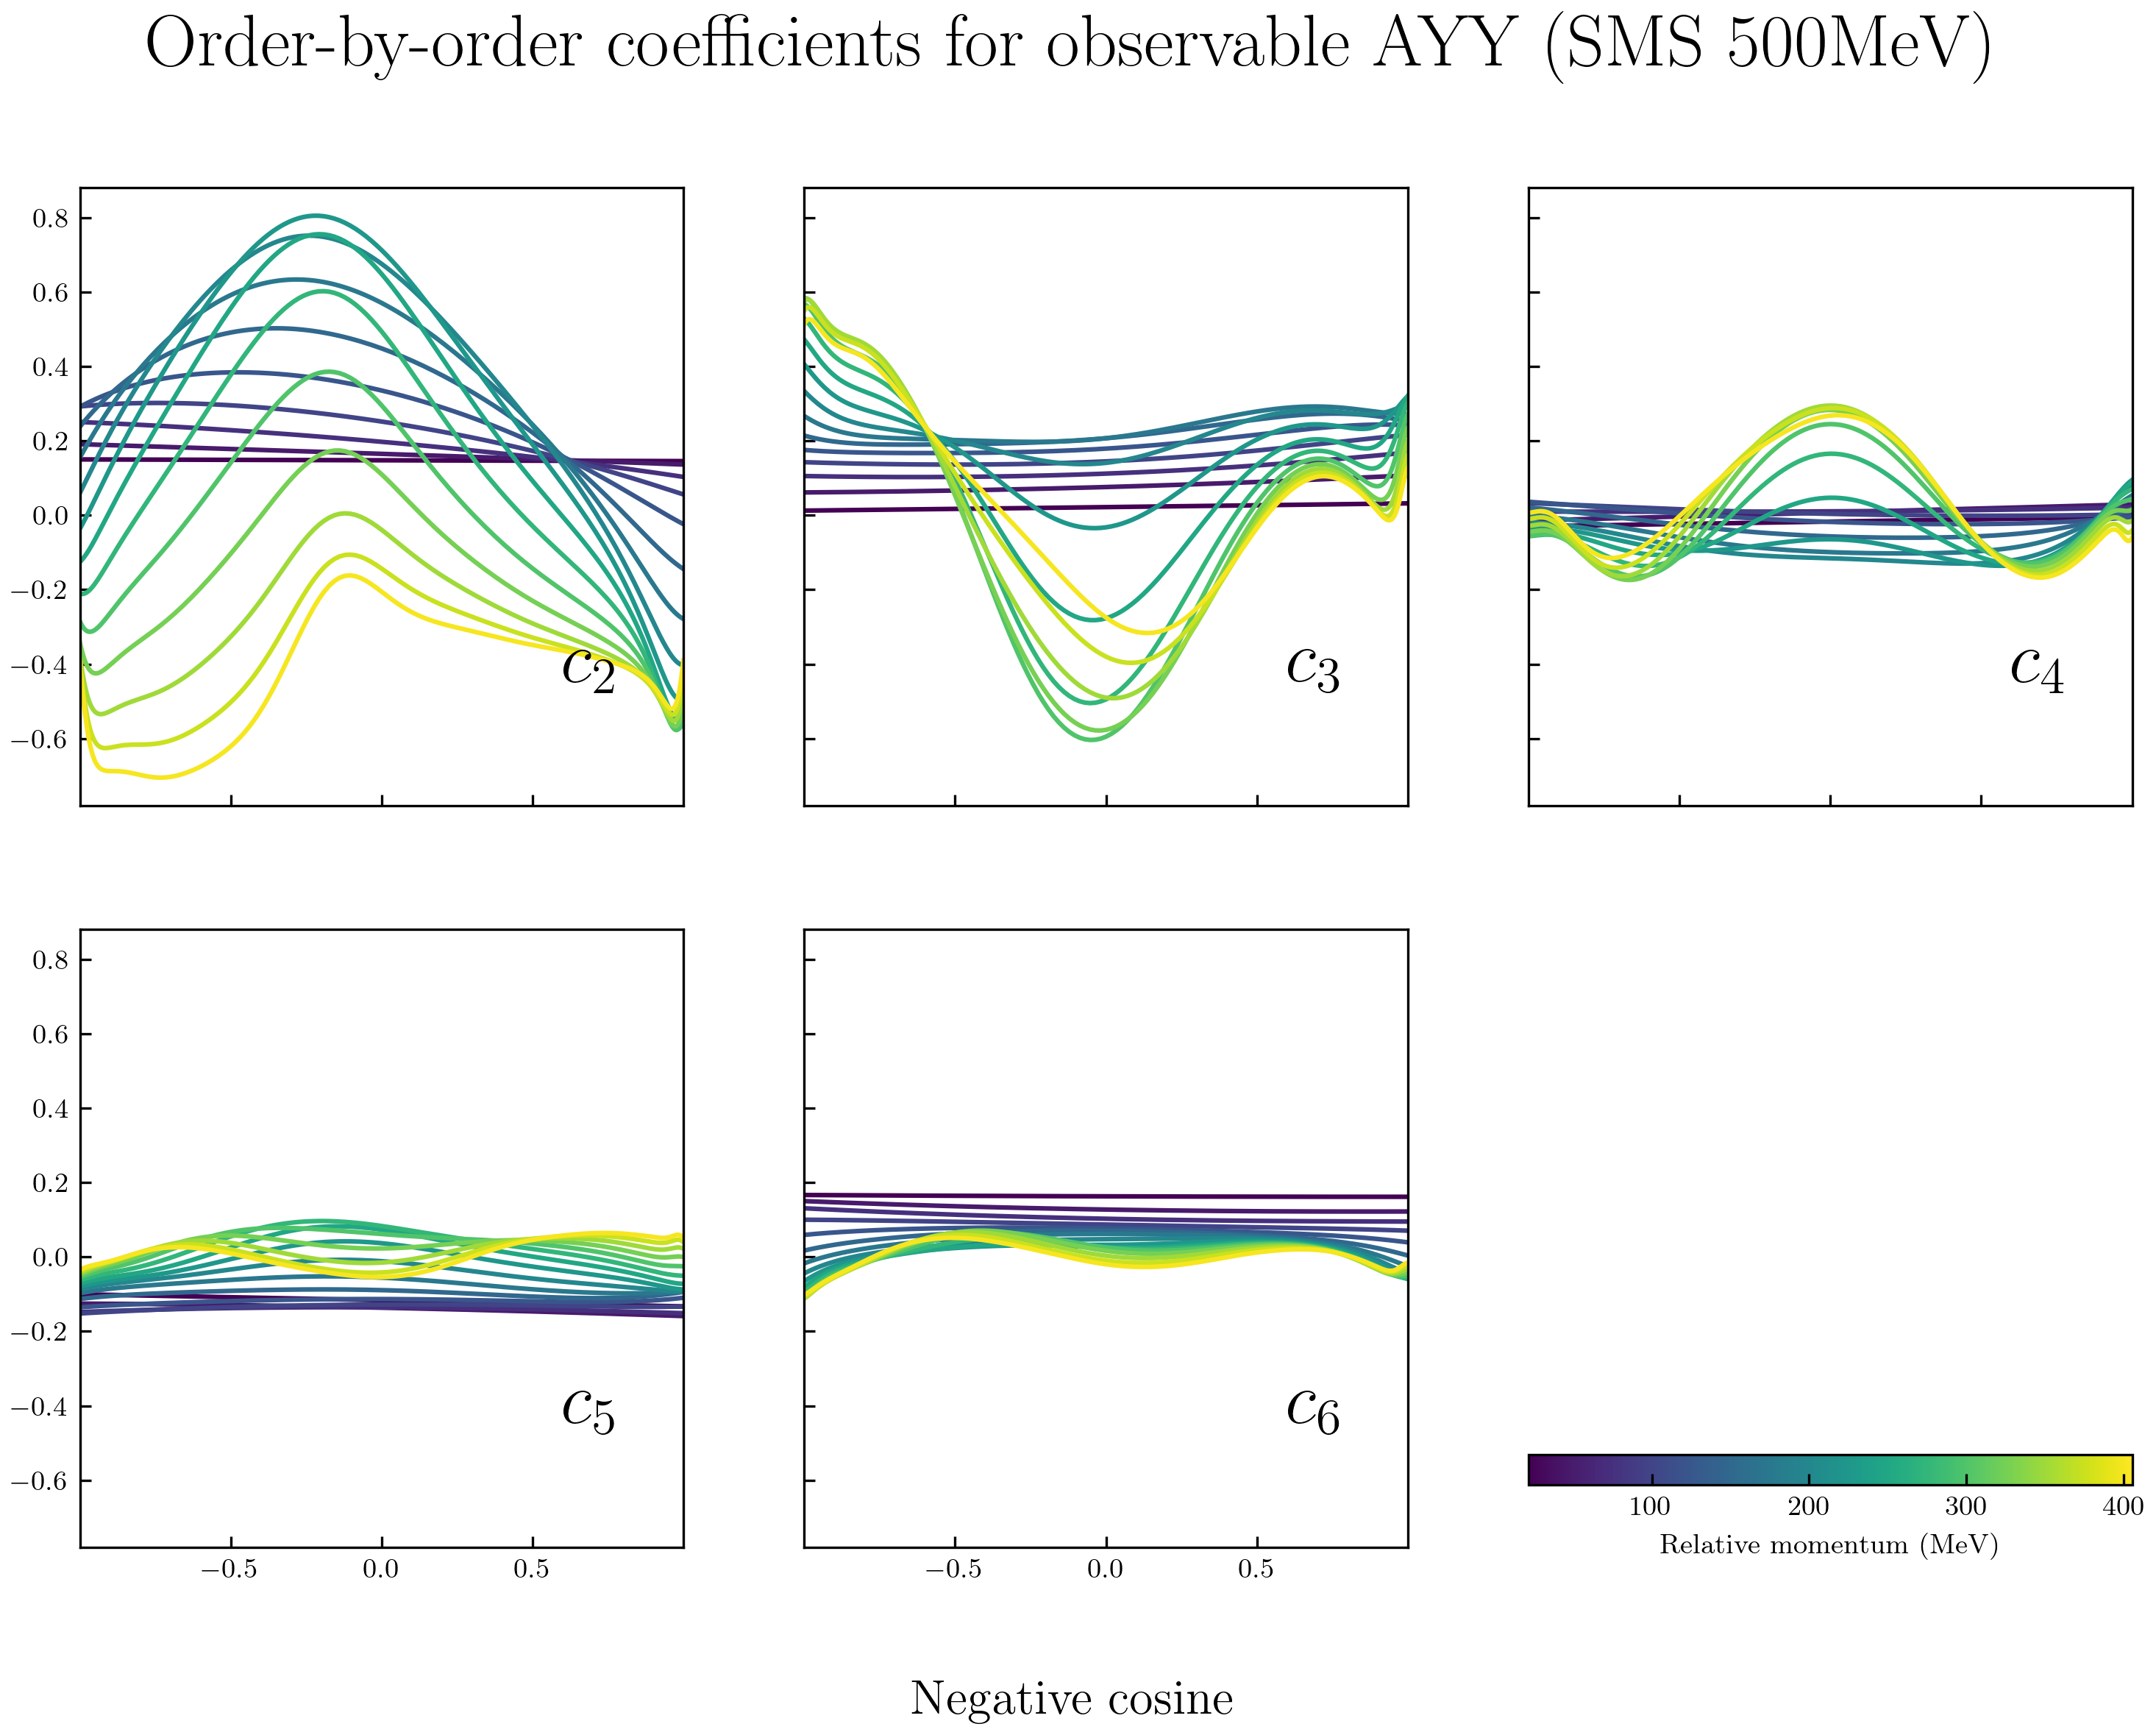 Order-by-order coefficients for observable AYY (SMS 500MeV)
0.8
0.6
0.4
0.2
0.0
−0.2
−0.4
−0.6
c₂
c₃
c₄
0.8
0.6
0.4
0.2
0.0
−0.2
−0.4
−0.6
c₅
c₆
−0.5 0.0 0.5
−0.5 0.0 0.5
100 200 300 400
Relative momentum (MeV)
Negative cosine